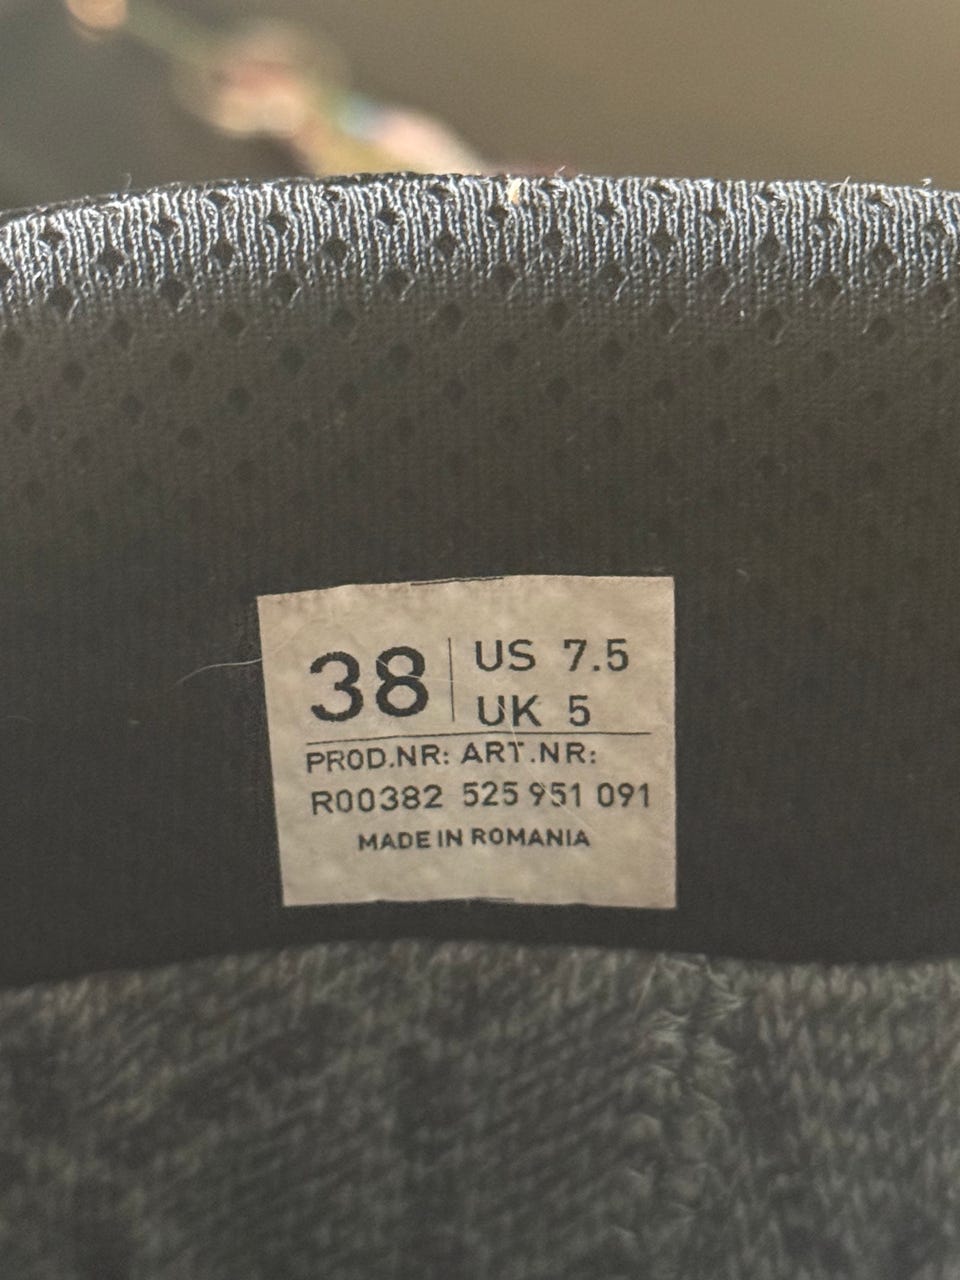 38 US 7.5
UK 5
PROD.NR: ART.NR:
R00382 525 951 091
MADE IN ROMANIA